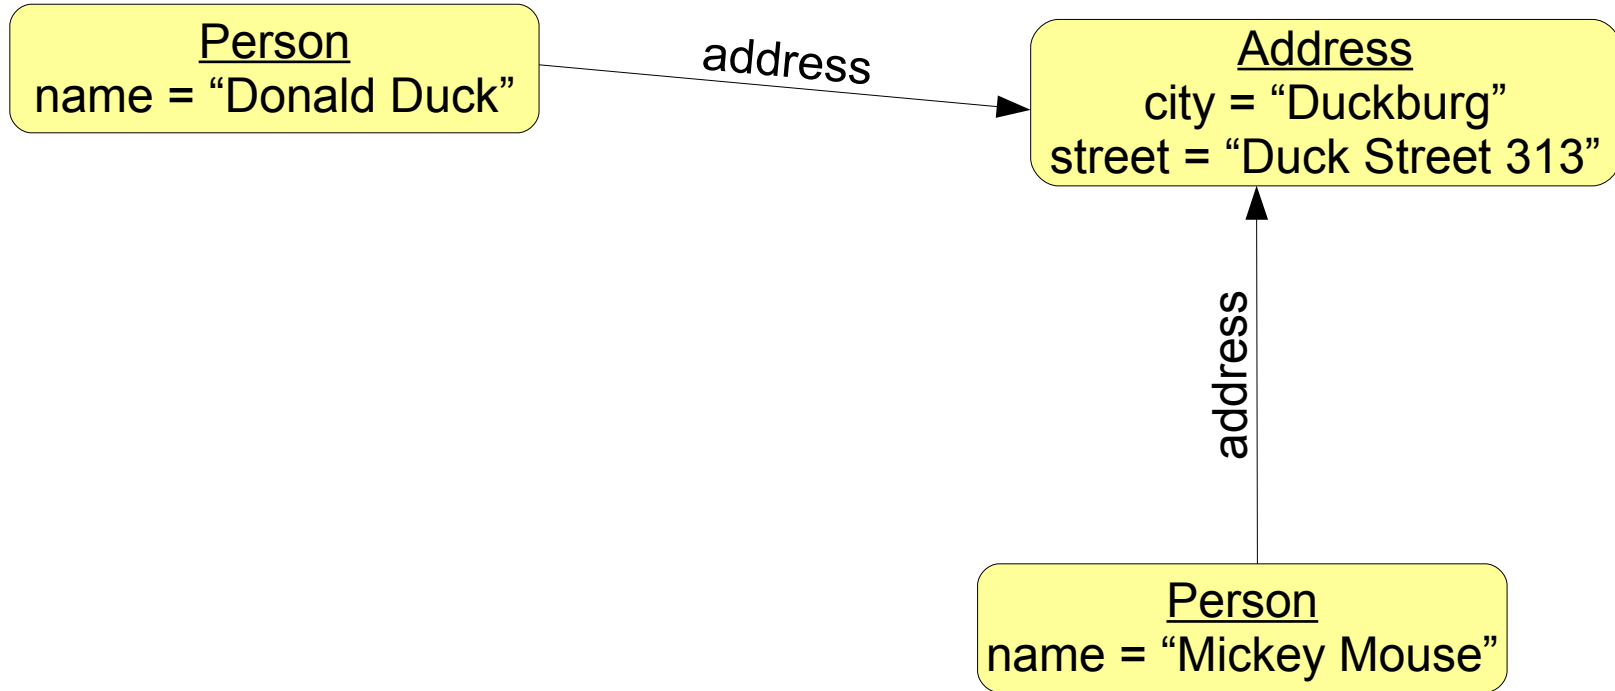 Person
name = “Donald Duck”
address
Address
city = “Duckburg”
street = “Duck Street 313”
address
Person
name = “Mickey Mouse”